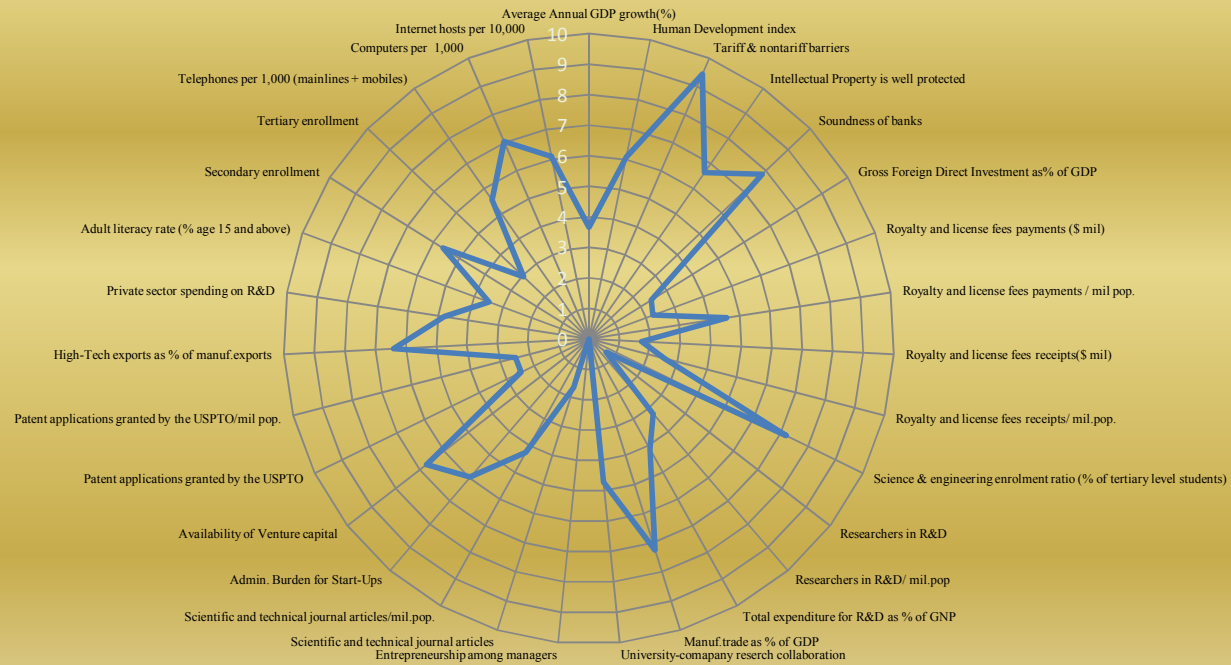 Average Annual GDP growth(%)
Human Development index
Tariff & nontariff barriers
Intellectual Property is well protected
Soundness of banks
Gross Foreign Direct Investment as% of GDP
Royalty and license fees payments ($ mil)
Royalty and license fees payments / mil pop.
Royalty and license fees receipts($ mil)
Royalty and license fees receipts/ mil.pop.
Science & engineering enrolment ratio (% of tertiary level students)
Researchers in R&D
Researchers in R&D/ mil.pop
Total expenditure for R&D as % of GNP
Manuf.trade as % of GDP
University-comapany reserch collaboration
Entrepreneurship among managers
Scientific and technical journal articles
Scientific and technical journal articles/mil.pop.
Admin. Burden for Start-Ups
Availability of Venture capital
Patent applications granted by the USPTO
Patent applications granted by the USPTO/mil pop.
High-Tech exports as % of manuf.exports
Private sector spending on R&D
Adult literacy rate (% age 15 and above)
Secondary enrollment
Tertiary enrollment
Telephones per 1,000 (mainlines + mobiles)
Computers per 1,000
Internet hosts per 10,000
10
9
8
7
6
5
4
3
2
1
0